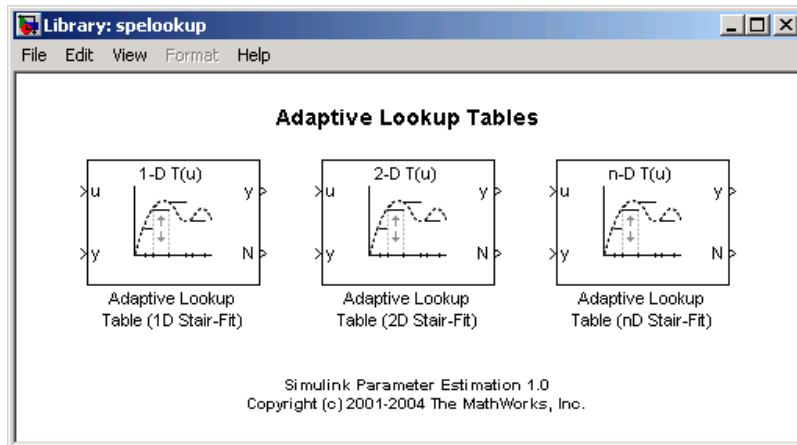 Library: spelookup
File Edit View Format Help
Adaptive Lookup Tables
1-D T(u)
u y
y N
Adaptive Lookup
Table (1D Stair-Fit)
2-D T(u)
u y
y N
Adaptive Lookup
Table (2D Stair-Fit)
n-D T(u)
u y
y N
Adaptive Lookup
Table (nD Stair-Fit)
Simulink Parameter Estimation 1.0
Copyright (c) 2001-2004 The MathWorks, Inc.